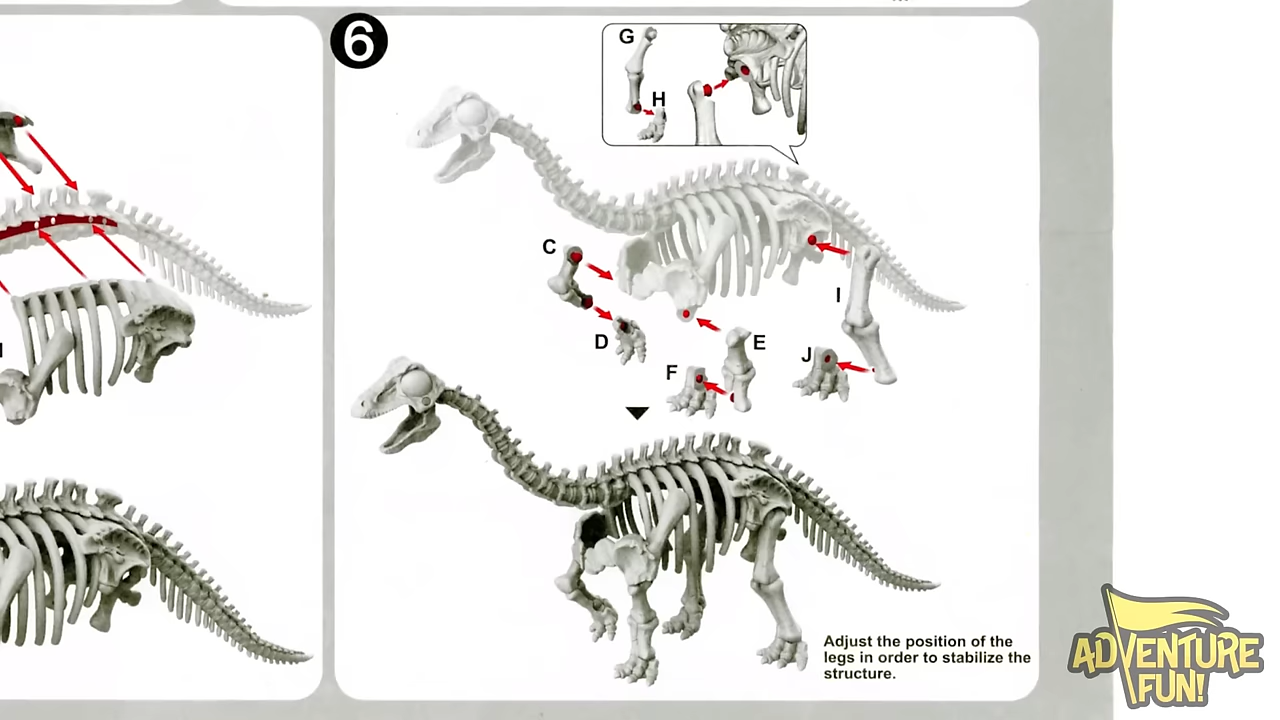 6
G
H
C
D
E
F
I
J
Adjust the position of the
legs in order to stabilize the
structure.
ADVENTURE
FUN!